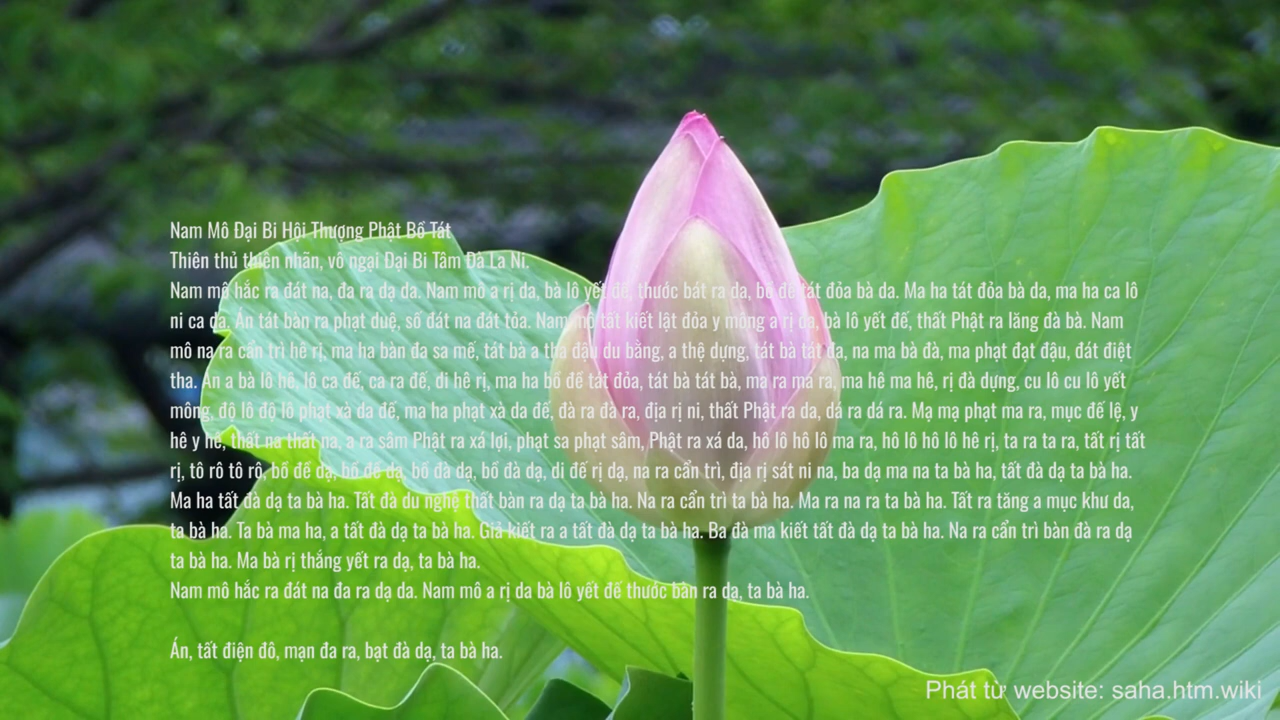 Nam Mô Đại Bi Hội Thượng Phật Bồ Tát
Thiên thủ thiên nhãn, vô ngại Đại Bi Tâm Đà La Ni.
Nam mô hắc ra đát na, đa ra dạ da. Nam mô a rị da, bà lô yết đế, thước bát ra da, bồ đề tát đỏa bà da. Ma ha tát đỏa bà da, ma ha ca lô
ni ca da. Án tát bàn ra phạt duệ, số đát na đát tỏa. Nam mô tất kiết lật đỏa y mông a rị da, bà lô yết đế, thất Phật ra lăng đà bà. Nam
mô na ra cẩn trì hê rị, ma ha bàn đa sa mế, tát bà a tha đậu du bằng, a thệ dựng, tát bà tát đa, na ma bà đà, ma phạt đạt đậu, đát điệt
tha. Án a bà lô hê, lô ca đế, ca ra đế, di hê rị, ma ha bồ đề tát đỏa, tát bà tát bà, ma ra ma ra, ma hê ma hê, rị đà dựng, cu lô cu lô yết
mông, độ lô độ lô phạt xà da đế, ma ha phạt xà da đế, đà ra đà ra, địa rị ni, thất Phật ra da, dá ra dá ra. Mạ mạ phạt ma ra, mục đế lệ, y
hê y hê, thất na thất na, a ra sâm Phật ra xá lợi, phạt sa phạt sâm, Phật ra xá da, hô lô hô lô ma ra, hô lô hô lô hê rị, ta ra ta ra, tất rị tất
rị, tô rô tô rô, bồ đề dạ, bồ đề dạ, bồ đà dạ, bồ đà dạ, di đế rị dạ, na ra cẩn trì, địa rị sát ni na, ba dạ ma na ta bà ha, tất đà dạ ta bà ha.
Ma ha tất đà dạ ta bà ha. Tất đà du nghệ thất bàn ra dạ ta bà ha. Na ra cẩn trì ta bà ha. Ma ra na ra ta bà ha. Tất ra tăng a mục khư da,
ta bà ha. Ta bà ma ha, a tất đà dạ ta bà ha. Giả kiết ra a tất đà dạ ta bà ha. Ba đà ma kiết tất đà dạ ta bà ha. Na ra cẩn trì bàn đà ra dạ
ta bà ha. Ma bà rị thắng yết ra dạ, ta bà ha.
Nam mô hắc ra đát na đa ra dạ da. Nam mô a rị da bà lô yết đế thước bàn ra dạ, ta bà ha.
Án, tất điện đô, mạn đa ra, bạt đà dạ, ta bà ha.
Phát từ website: saha.htm.wiki